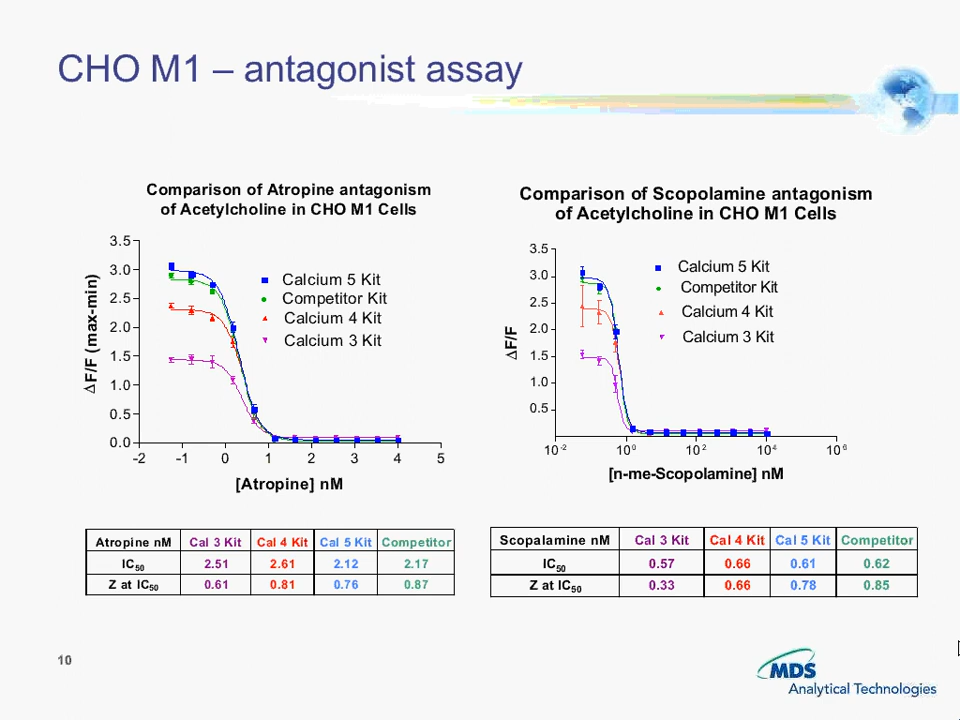 CHO M1 – antagonist assay
Comparison of Atropine antagonism
of Acetylcholine in CHO M1 Cells
3.5
3.0
2.5
2.0
1.5
1.0
0.5
0.0
ΔF/F (max-min)
Calcium 5 Kit
Competitor Kit
Calcium 4 Kit
Calcium 3 Kit
-2 -1 0 1 2 3 4 5
[Atropine] nM
Comparison of Scopolamine antagonism
of Acetylcholine in CHO M1 Cells
3.5
3.0
2.5
2.0
1.5
1.0
0.5
ΔF/F
Calcium 5 Kit
Competitor Kit
Calcium 4 Kit
Calcium 3 Kit
10⁻² 10⁰ 10² 10⁴ 10⁶
[n-me-Scopolamine] nM
Atropine nM Cal 3 Kit Cal 4 Kit Cal 5 Kit Competitor
IC₅₀ 2.51 2.61 2.12 2.17
Z at IC₅₀ 0.61 0.81 0.76 0.87
Scopalamine nM Cal 3 Kit Cal 4 Kit Cal 5 Kit Competitor
IC₅₀ 0.57 0.66 0.61 0.62
Z at IC₅₀ 0.33 0.66 0.78 0.85
10
MDS
Analytical Technologies